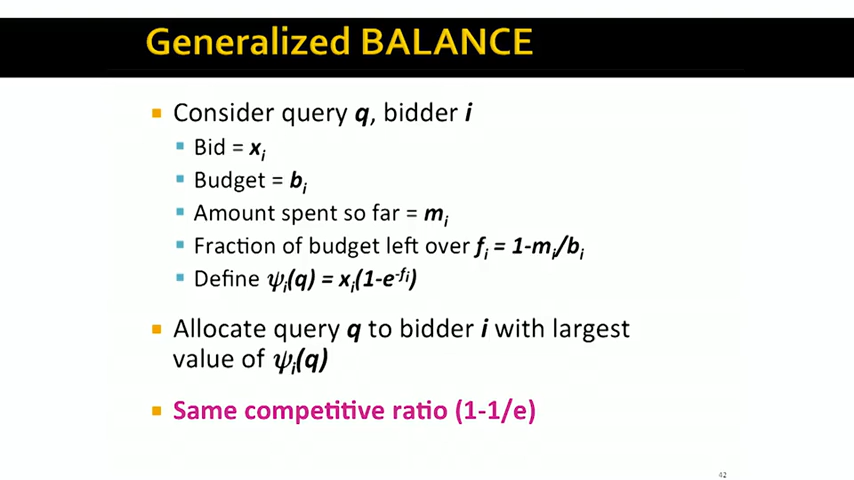 Generalized BALANCE
Consider query q, bidder i
Bid = xi
Budget = bi
Amount spent so far = mi
Fraction of budget left over fi = 1-mi/bi
Define ψi(q) = xi(1-e-fi)
Allocate query q to bidder i with largest
value of ψi(q)
Same competitive ratio (1-1/e)
42